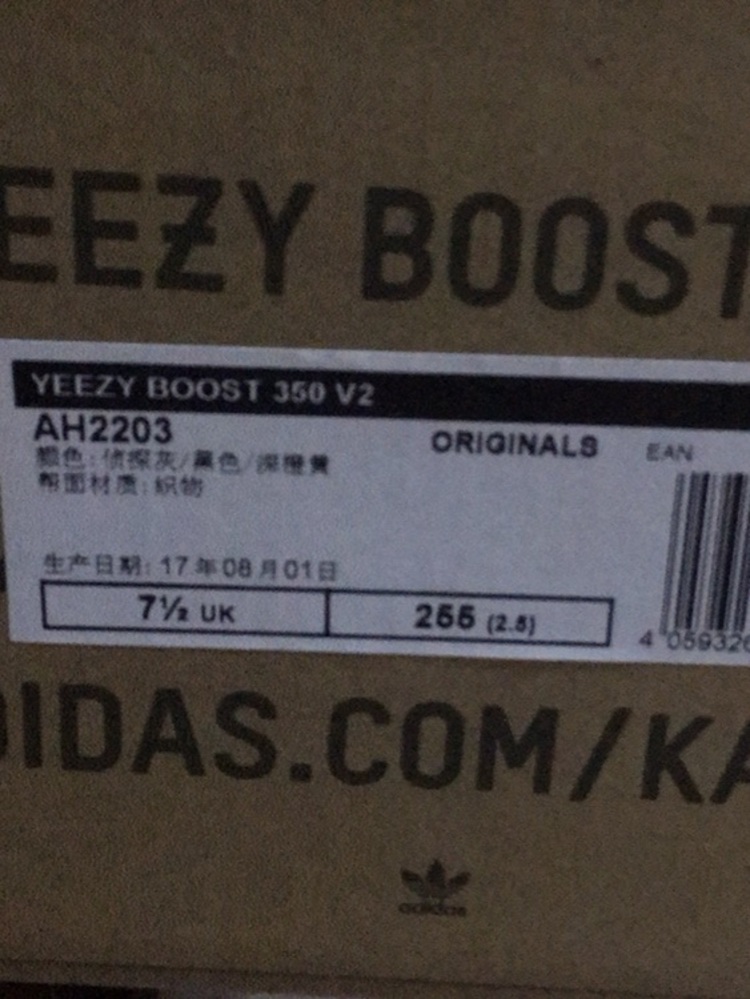 EEZY BOOST
YEEZY BOOST 350 V2
AH2203
ORIGINALS
EAN
颜色:侦探灰/黑色/深橙黄
帮面材质:织物
生产日期: 17年08月01日
7½ UK
255 (2.5)
4 059320
DIDAS.COM/KA
adidas